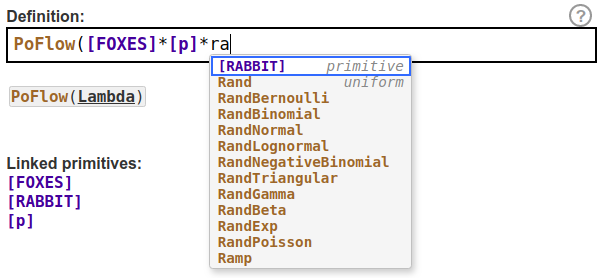 Definition:
?
PoFlow([FOXES]*[p]*ra
[RABBIT] primitive
Rand uniform
RandBernoulli
RandBinomial
RandNormal
RandLognormal
RandNegativeBinomial
RandTriangular
RandGamma
RandBeta
RandExp
RandPoisson
Ramp
PoFlow(Lambda)
Linked primitives:
[FOXES]
[RABBIT]
[p]